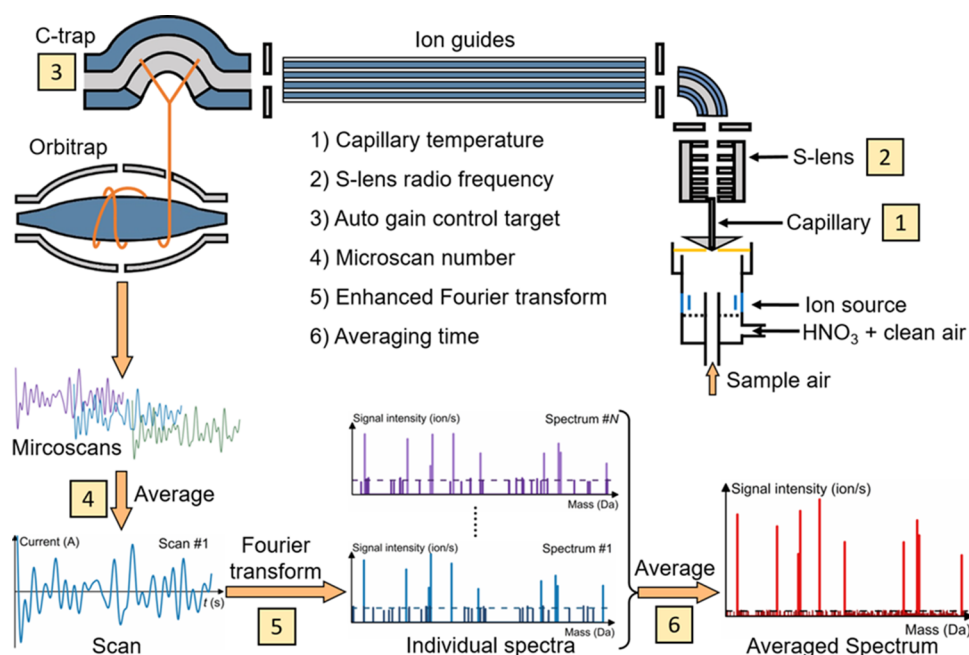 C-trap
3
Ion guides
Orbitrap
1) Capillary temperature
2) S-lens radio frequency
3) Auto gain control target
4) Microscan number
5) Enhanced Fourier transform
6) Averaging time
S-lens
2
Capillary
1
Ion source
HNO₃ + clean air
Sample air
Mircoscans
4
Average
Current (A)
Scan #1
t (s)
Scan
Fourier
transform
5
Signal intensity (ion/s)
Spectrum #N
Mass (Da)
Signal intensity (ion/s)
Spectrum #1
Mass (Da)
Individual spectra
Average
6
Signal intensity (ion/s)
Mass (Da)
Averaged Spectrum